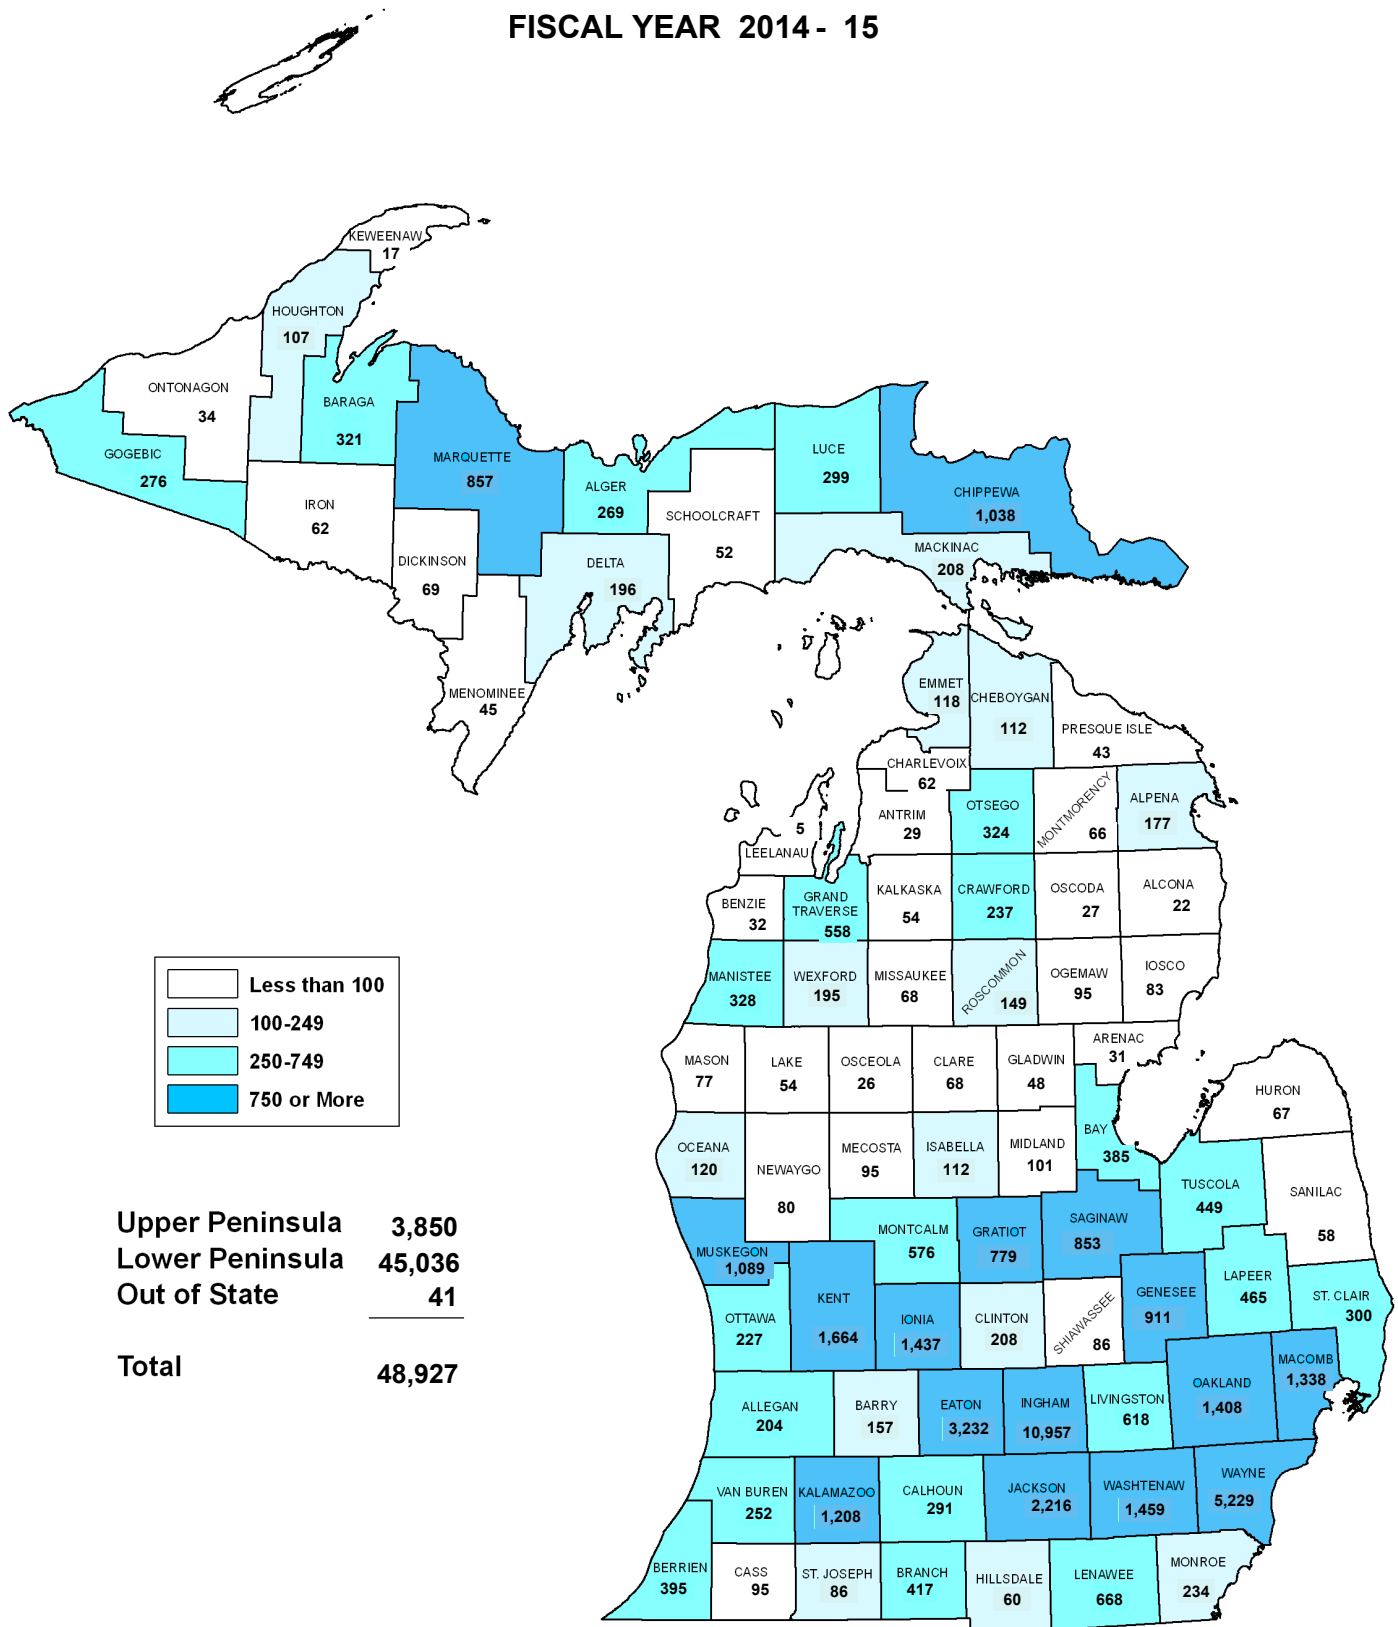 FISCAL YEAR 2014 - 15
KEWEENAW
17
HOUGHTON
107
ONTONAGON
34
BARAGA
321
GOGEBIC
276
MARQUETTE
857
IRON
62
ALGER
269
LUCE
299
CHIPPEWA
1,038
SCHOOLCRAFT
52
DICKINSON
69
DELTA
196
MACKINAC
208
MENOMINEE
45
EMMET
118
CHEBOYGAN
112
PRESQUE ISLE
43
CHARLEVOIX
62
ANTRIM
29
OTSEGO
324
MONTMORENCY
66
ALPENA
177
5
LEELANAU
BENZIE
32
GRAND
TRAVERSE
558
KALKASKA
54
CRAWFORD
237
OSCODA
27
ALCONA
22
MANISTEE
328
WEXFORD
195
MISSAUKEE
68
ROSCOMMON
149
OGEMAW
95
IOSCO
83
Less than 100
100-249
250-749
750 or More
MASON
77
LAKE
54
OSCEOLA
26
CLARE
68
GLADWIN
48
ARENAC
31
HURON
67
OCEANA
120
NEWAYGO
80
MECOSTA
95
ISABELLA
112
MIDLAND
101
BAY
385
TUSCOLA
449
SANILAC
58
MUSKEGON
1,089
MONTCALM
576
GRATIOT
779
SAGINAW
853
Upper Peninsula 3,850
Lower Peninsula 45,036
Out of State 41
Total 48,927
OTTAWA
227
KENT
1,664
IONIA
1,437
CLINTON
208
SHIAWASSEE
86
GENESEE
911
LAPEER
465
ST. CLAIR
300
ALLEGAN
204
BARRY
157
EATON
3,232
INGHAM
10,957
LIVINGSTON
618
OAKLAND
1,408
MACOMB
1,338
VAN BUREN
252
KALAMAZOO
1,208
CALHOUN
291
JACKSON
2,216
WASHTENAW
1,459
WAYNE
5,229
BERRIEN
395
CASS
95
ST. JOSEPH
86
BRANCH
417
HILLSDALE
60
LENAWEE
668
MONROE
234